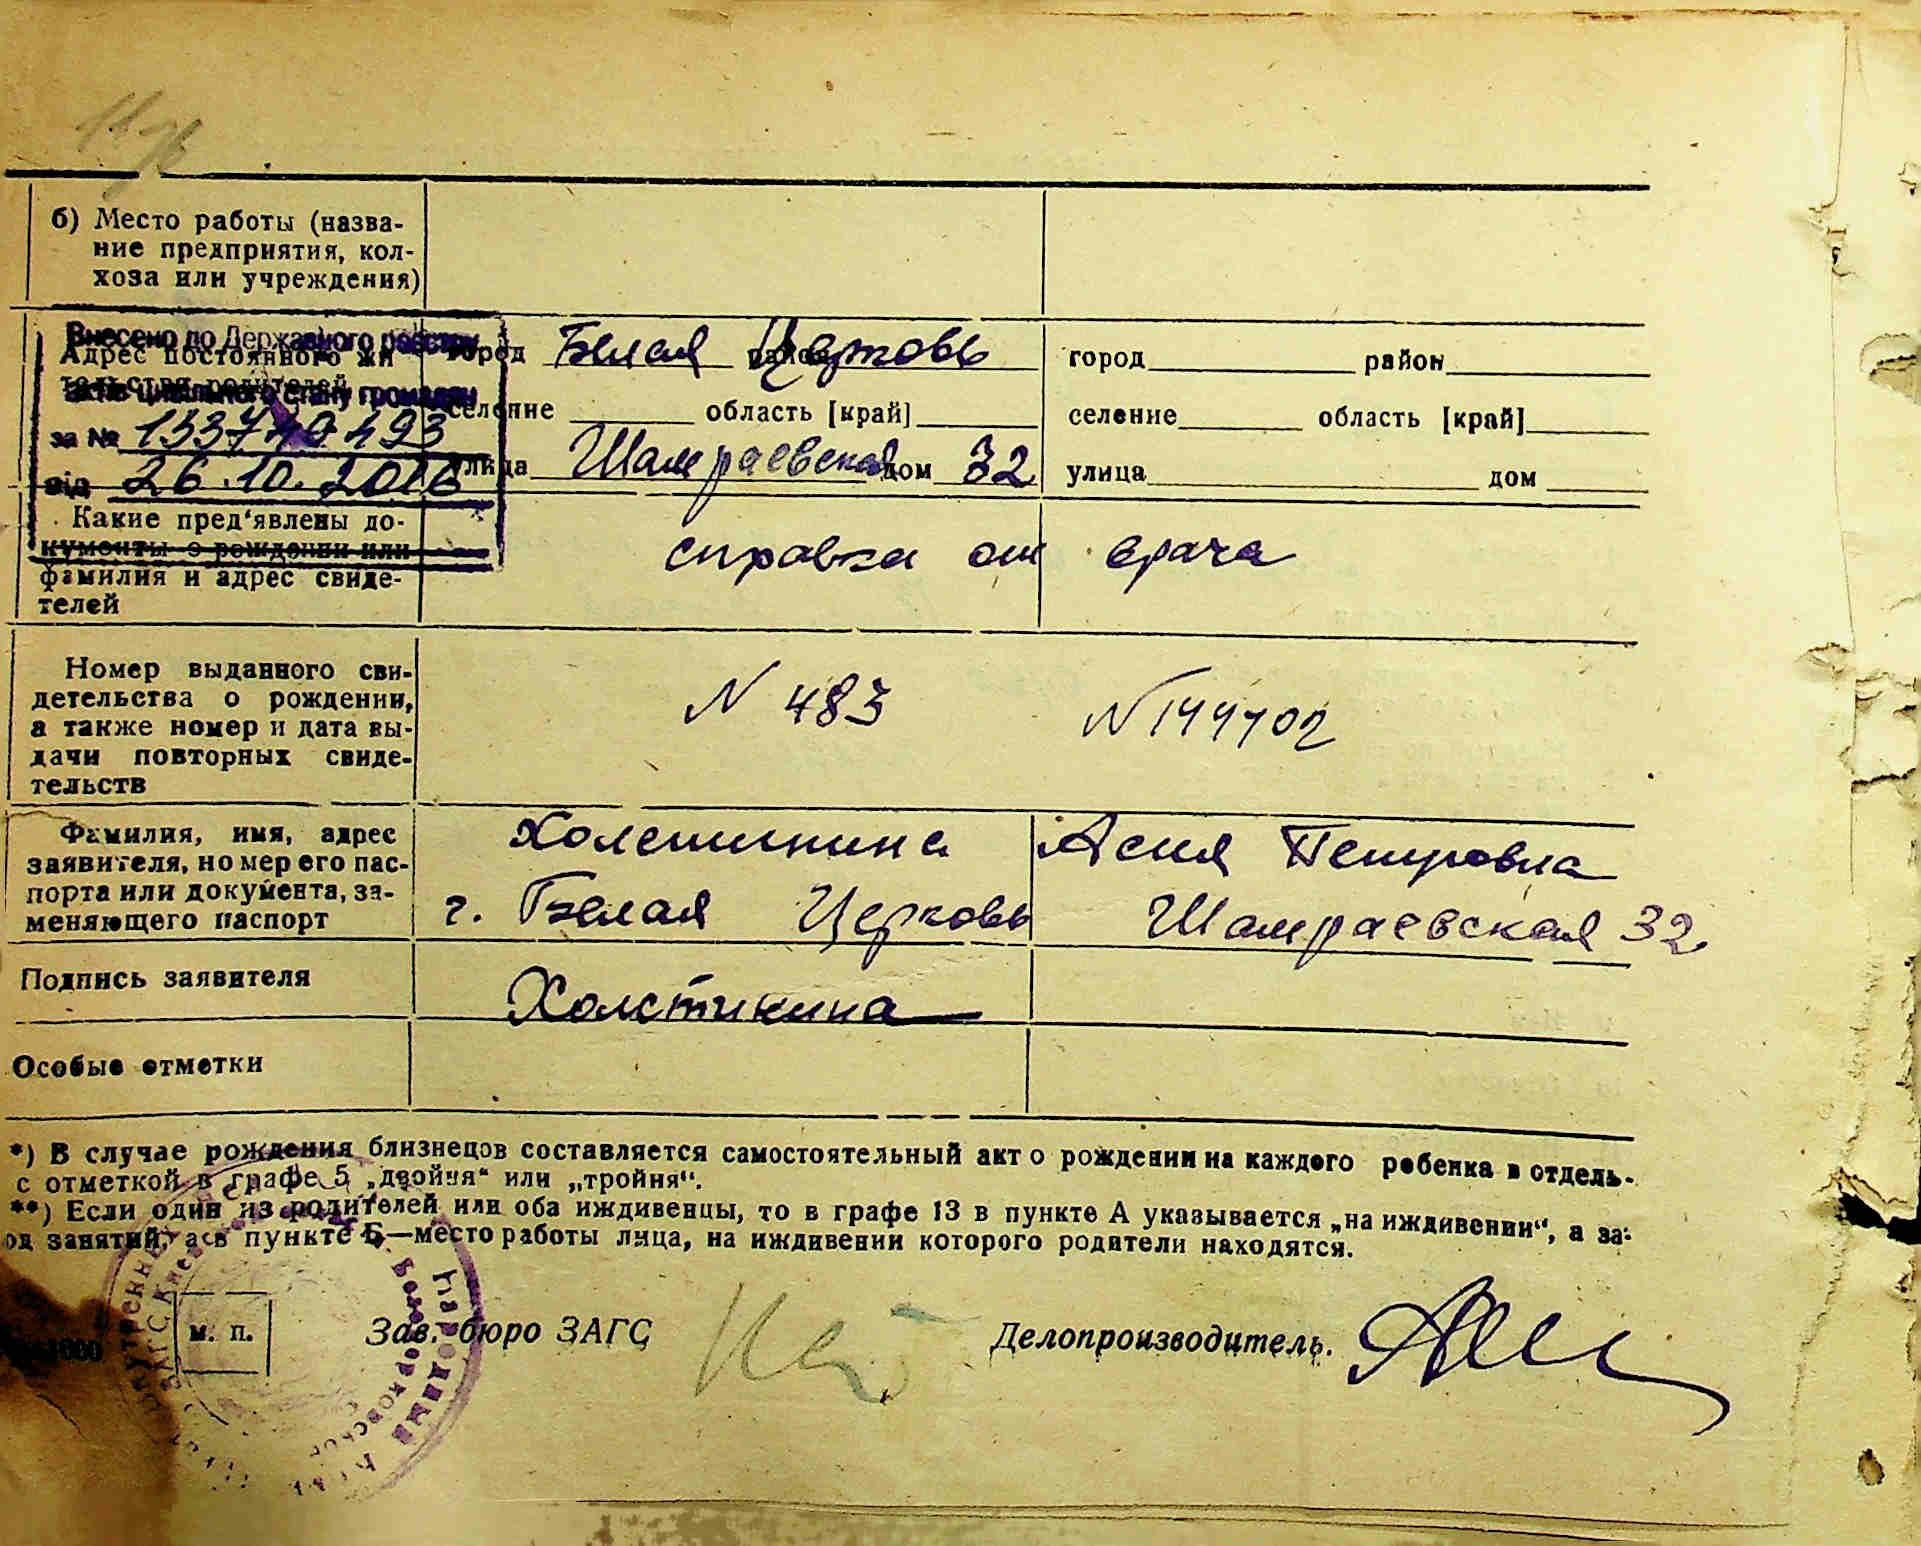 б) Место работы (назва-
ние предприятия, кол-
хоза или учреждения)
Внесено до Державного реєстру
актів цивільного стану громадян
за № 133740493
від 26.10.2016
Адрес постоянного жи
тельства родителей
город Белая район Церковь
селение область [край]
улица Шамраевская дом 32
город район
селение область [край]
улица дом
Какие пред'явлены до-
кументы о рождении или
фамилия и адрес свиде-
телей
справка от врача
Номер выданного сви-
детельства о рождении,
а также номер и дата вы-
дачи повторных свиде-
тельств
N 483 N144702
Фамилия, имя, адрес
заявителя, номер его пас-
порта или документа, за-
меняющего паспорт
Холстинина Асия Петровна
г. Белая Церковь Шамраевская 32
Подпись заявителя
Холстинина
Особые отметки
*) В случае рождения близнецов составляется самостоятельный акт о рождении на каждого ребенка в отдель-
с отметкой в графе 5 „двойня“ или „тройня“.
**) Если один из родителей или оба иждивенцы, то в графе 13 в пункте А указывается „на иждивении“, а за-
од занятий, а в пункте Б—место работы лица, на иждивении которого родители находятся.
м. п.
Зав. бюро ЗАГС
Делопроизводитель.
Народный
Белоцерковской
ЗАГС Киев